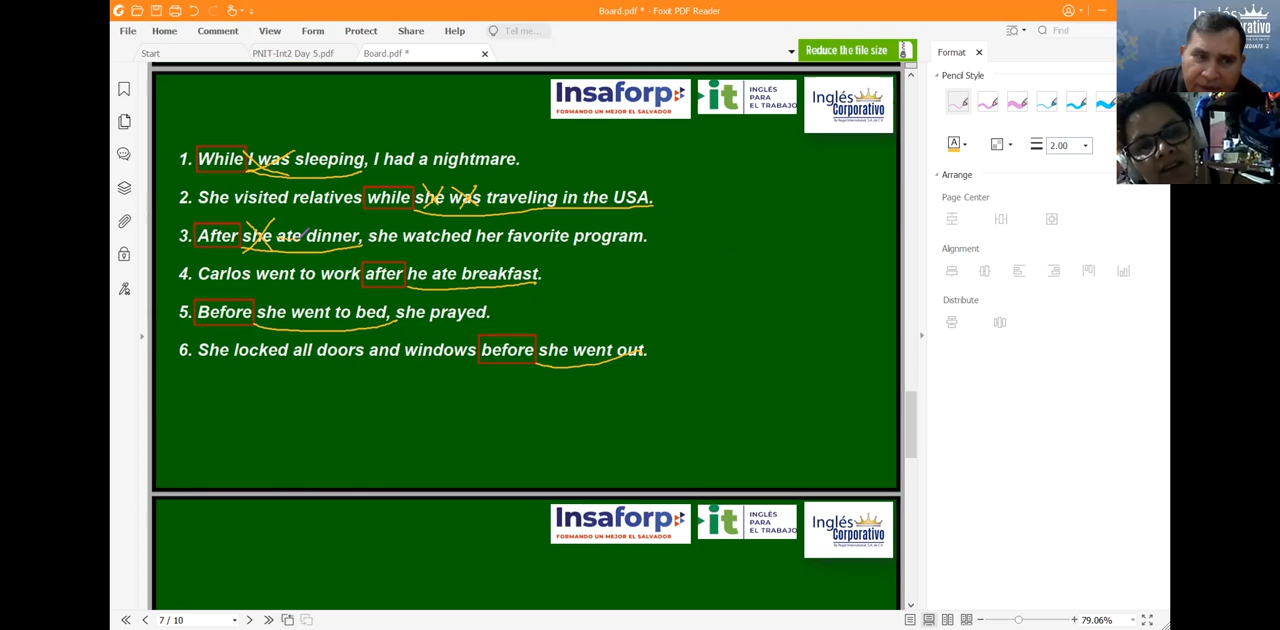 Board.pdf * - Foxit PDF Reader
File Home Comment View Form Protect Share Help Tell me... Find
Start PNIT-Int2 Day 5.pdf Board.pdf * Reduce the file size Format
Pencil Style
2.00
Arrange
Page Center
Alignment
Distribute
Insaforp
FORMANDO UN MEJOR EL SALVADOR
it INGLÉS PARA EL TRABAJO
Inglés Corporativo
1. While I was sleeping, I had a nightmare.
2. She visited relatives while she was traveling in the USA.
3. After she ate dinner, she watched her favorite program.
4. Carlos went to work after he ate breakfast.
5. Before she went to bed, she prayed.
6. She locked all doors and windows before she went out.
Insaforp
FORMANDO UN MEJOR EL SALVADOR
it INGLÉS PARA EL TRABAJO
Inglés Corporativo
7 / 10
79.06%